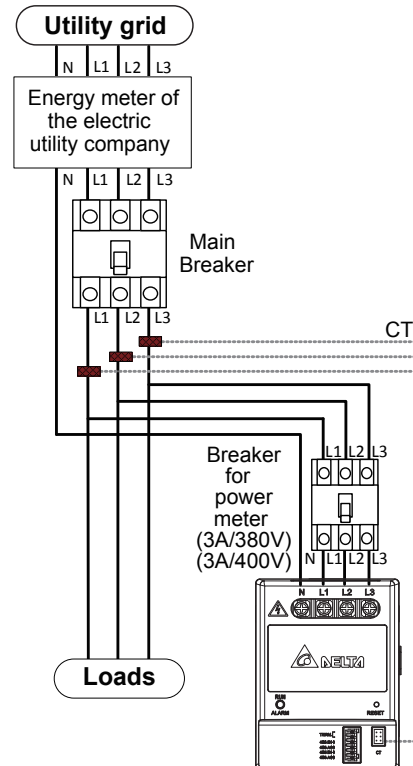 Utility grid
N L1 L2 L3
Energy meter of
the electric
utility company
N L1 L2 L3
Main
Breaker
L1 L2 L3
CT
L1 L2 L3
Breaker
for
power
meter
(3A/380V)
(3A/400V)
N L1 L2 L3
N L1 L2 L3
DELTA
Loads
RUN
ALARM
RESET
CT